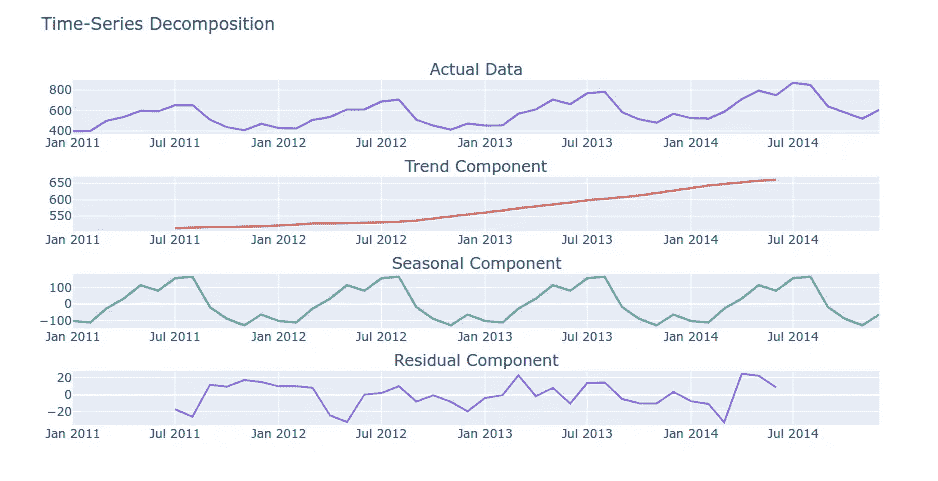 Time-Series Decomposition
Actual Data
800
600
400
Jan 2011 Jul 2011 Jan 2012 Jul 2012 Jan 2013 Jul 2013 Jan 2014 Jul 2014
Trend Component
650
600
550
Jan 2011 Jul 2011 Jan 2012 Jul 2012 Jan 2013 Jul 2013 Jan 2014 Jul 2014
Seasonal Component
100
0
−100
Jan 2011 Jul 2011 Jan 2012 Jul 2012 Jan 2013 Jul 2013 Jan 2014 Jul 2014
Residual Component
20
0
−20
Jan 2011 Jul 2011 Jan 2012 Jul 2012 Jan 2013 Jul 2013 Jan 2014 Jul 2014